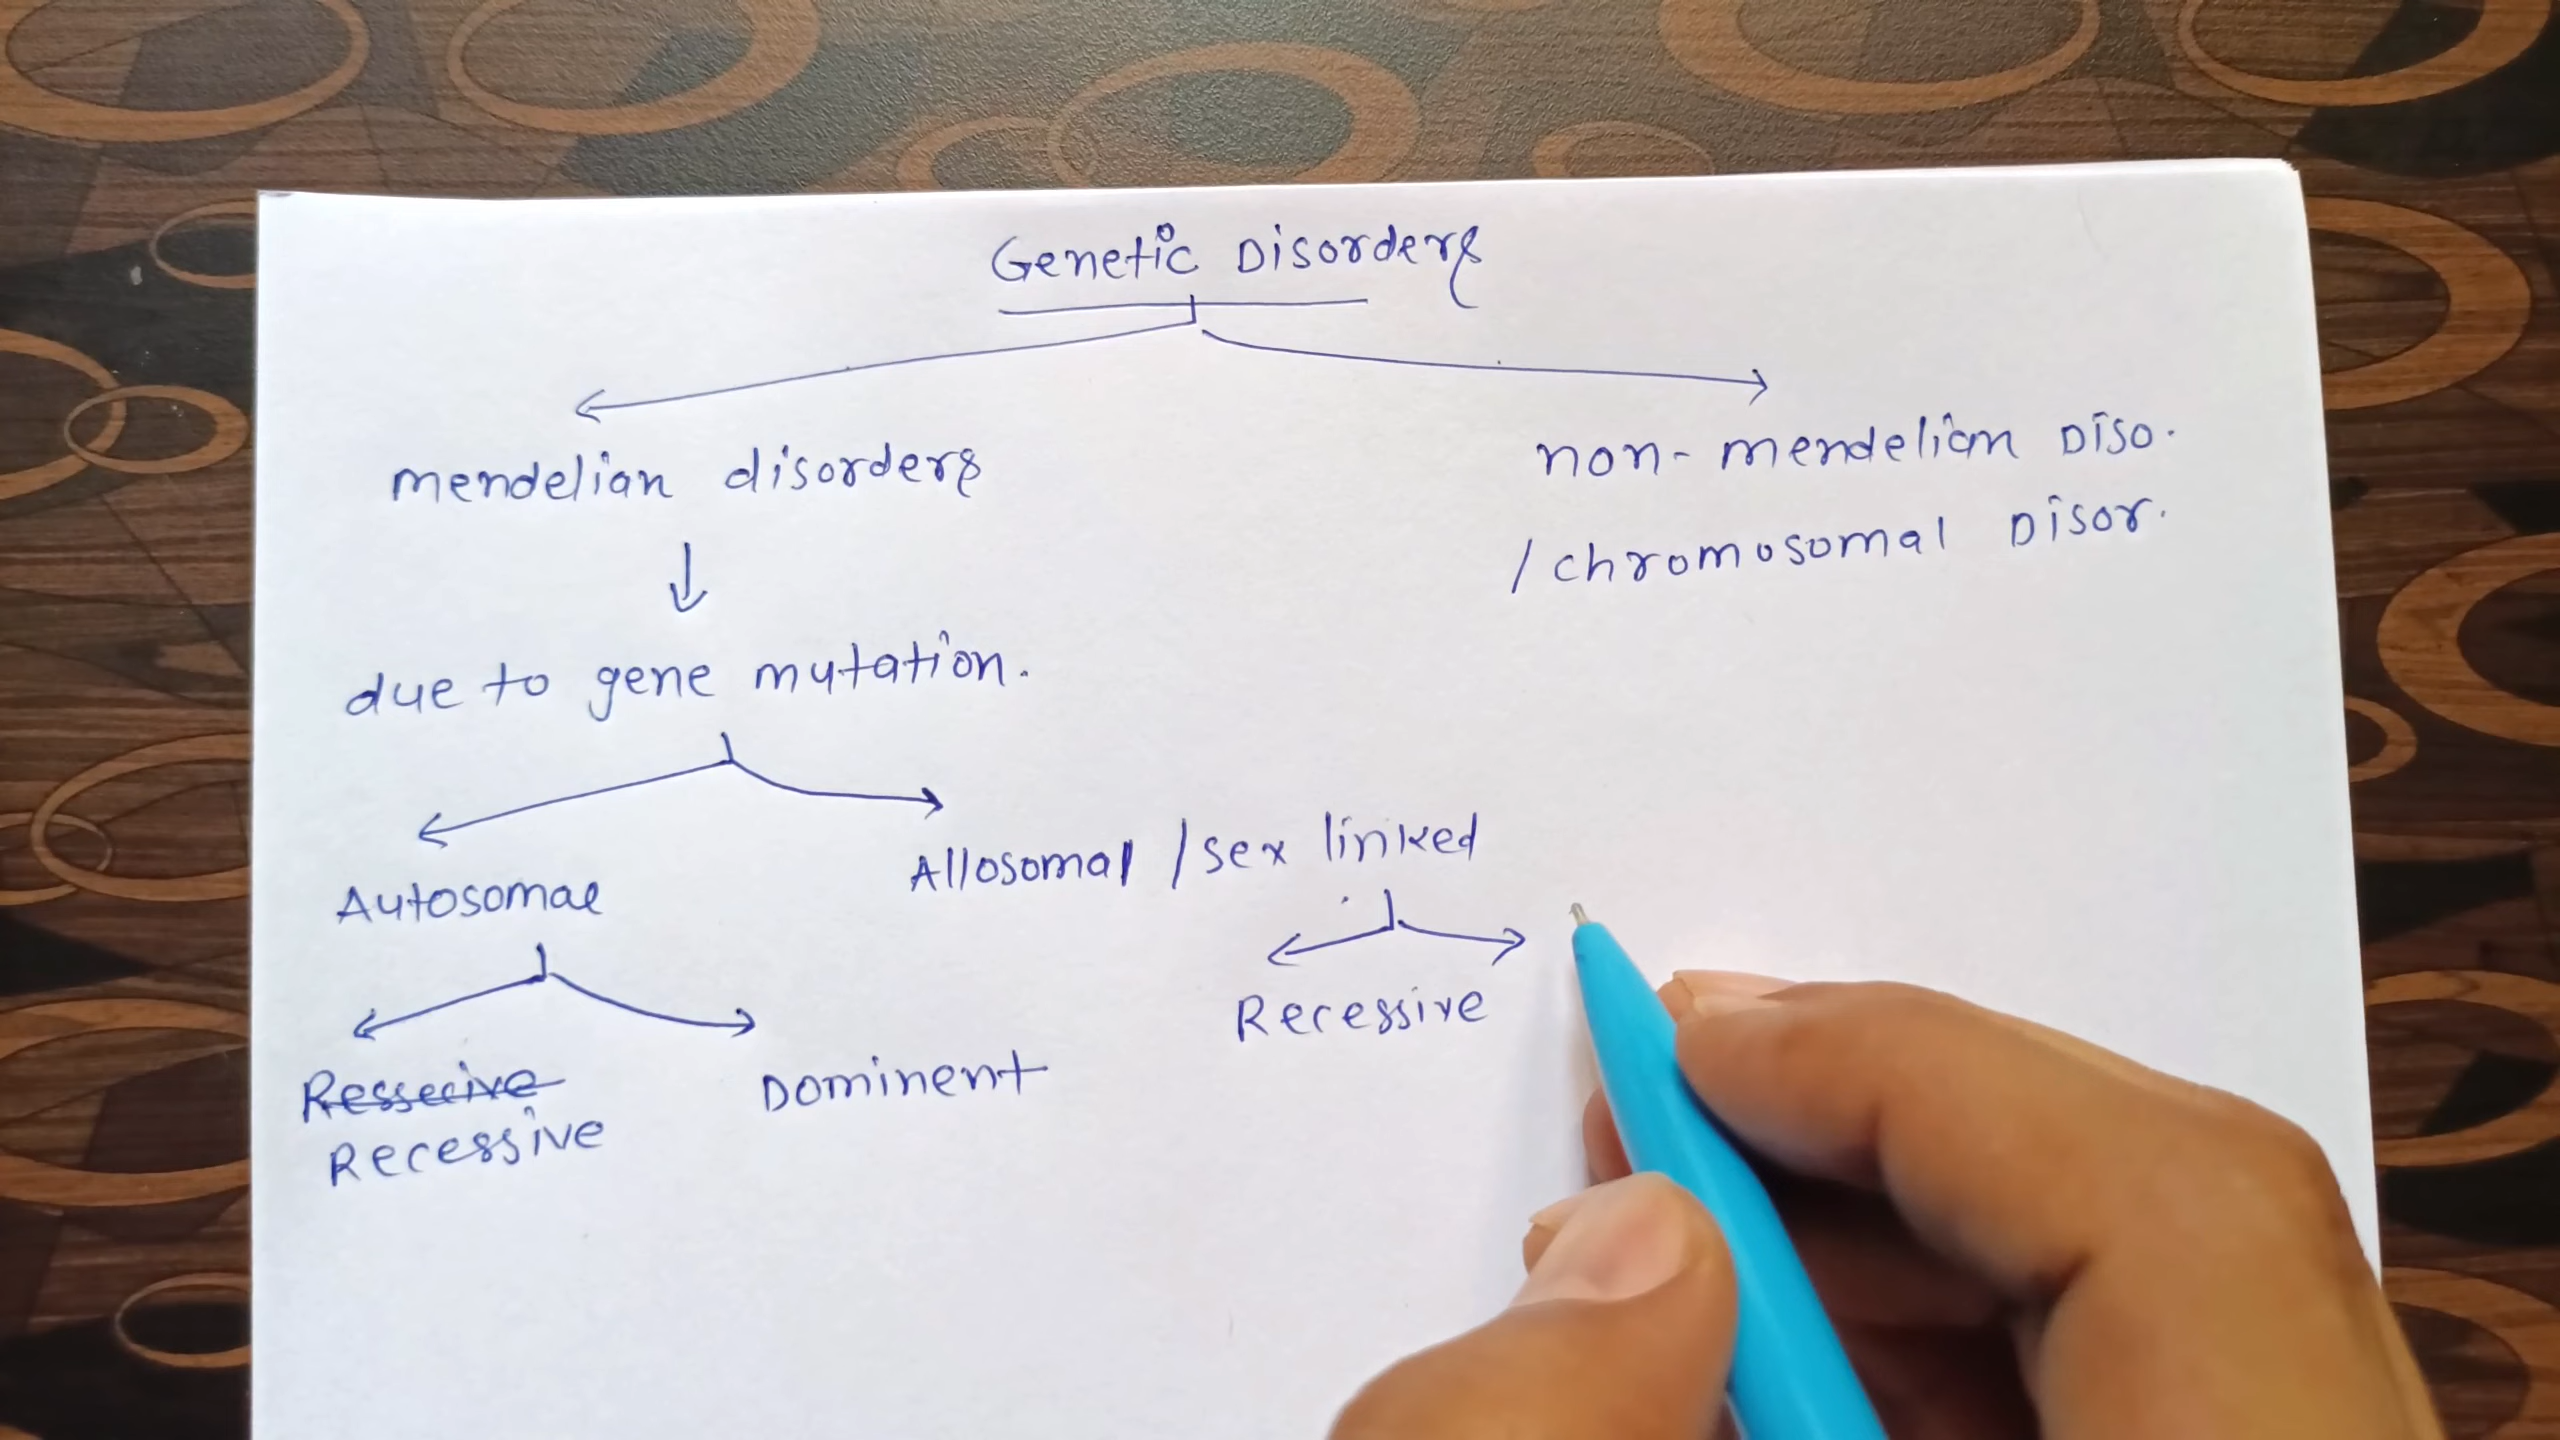 Genetic Disorders
mendelian disorders
non-mendelian Diso.
/chromosomal Disor.
due to gene mutation.
Autosomal
Allosomal / sex linked
Ressecive
Recessive
Dominent
Recessive